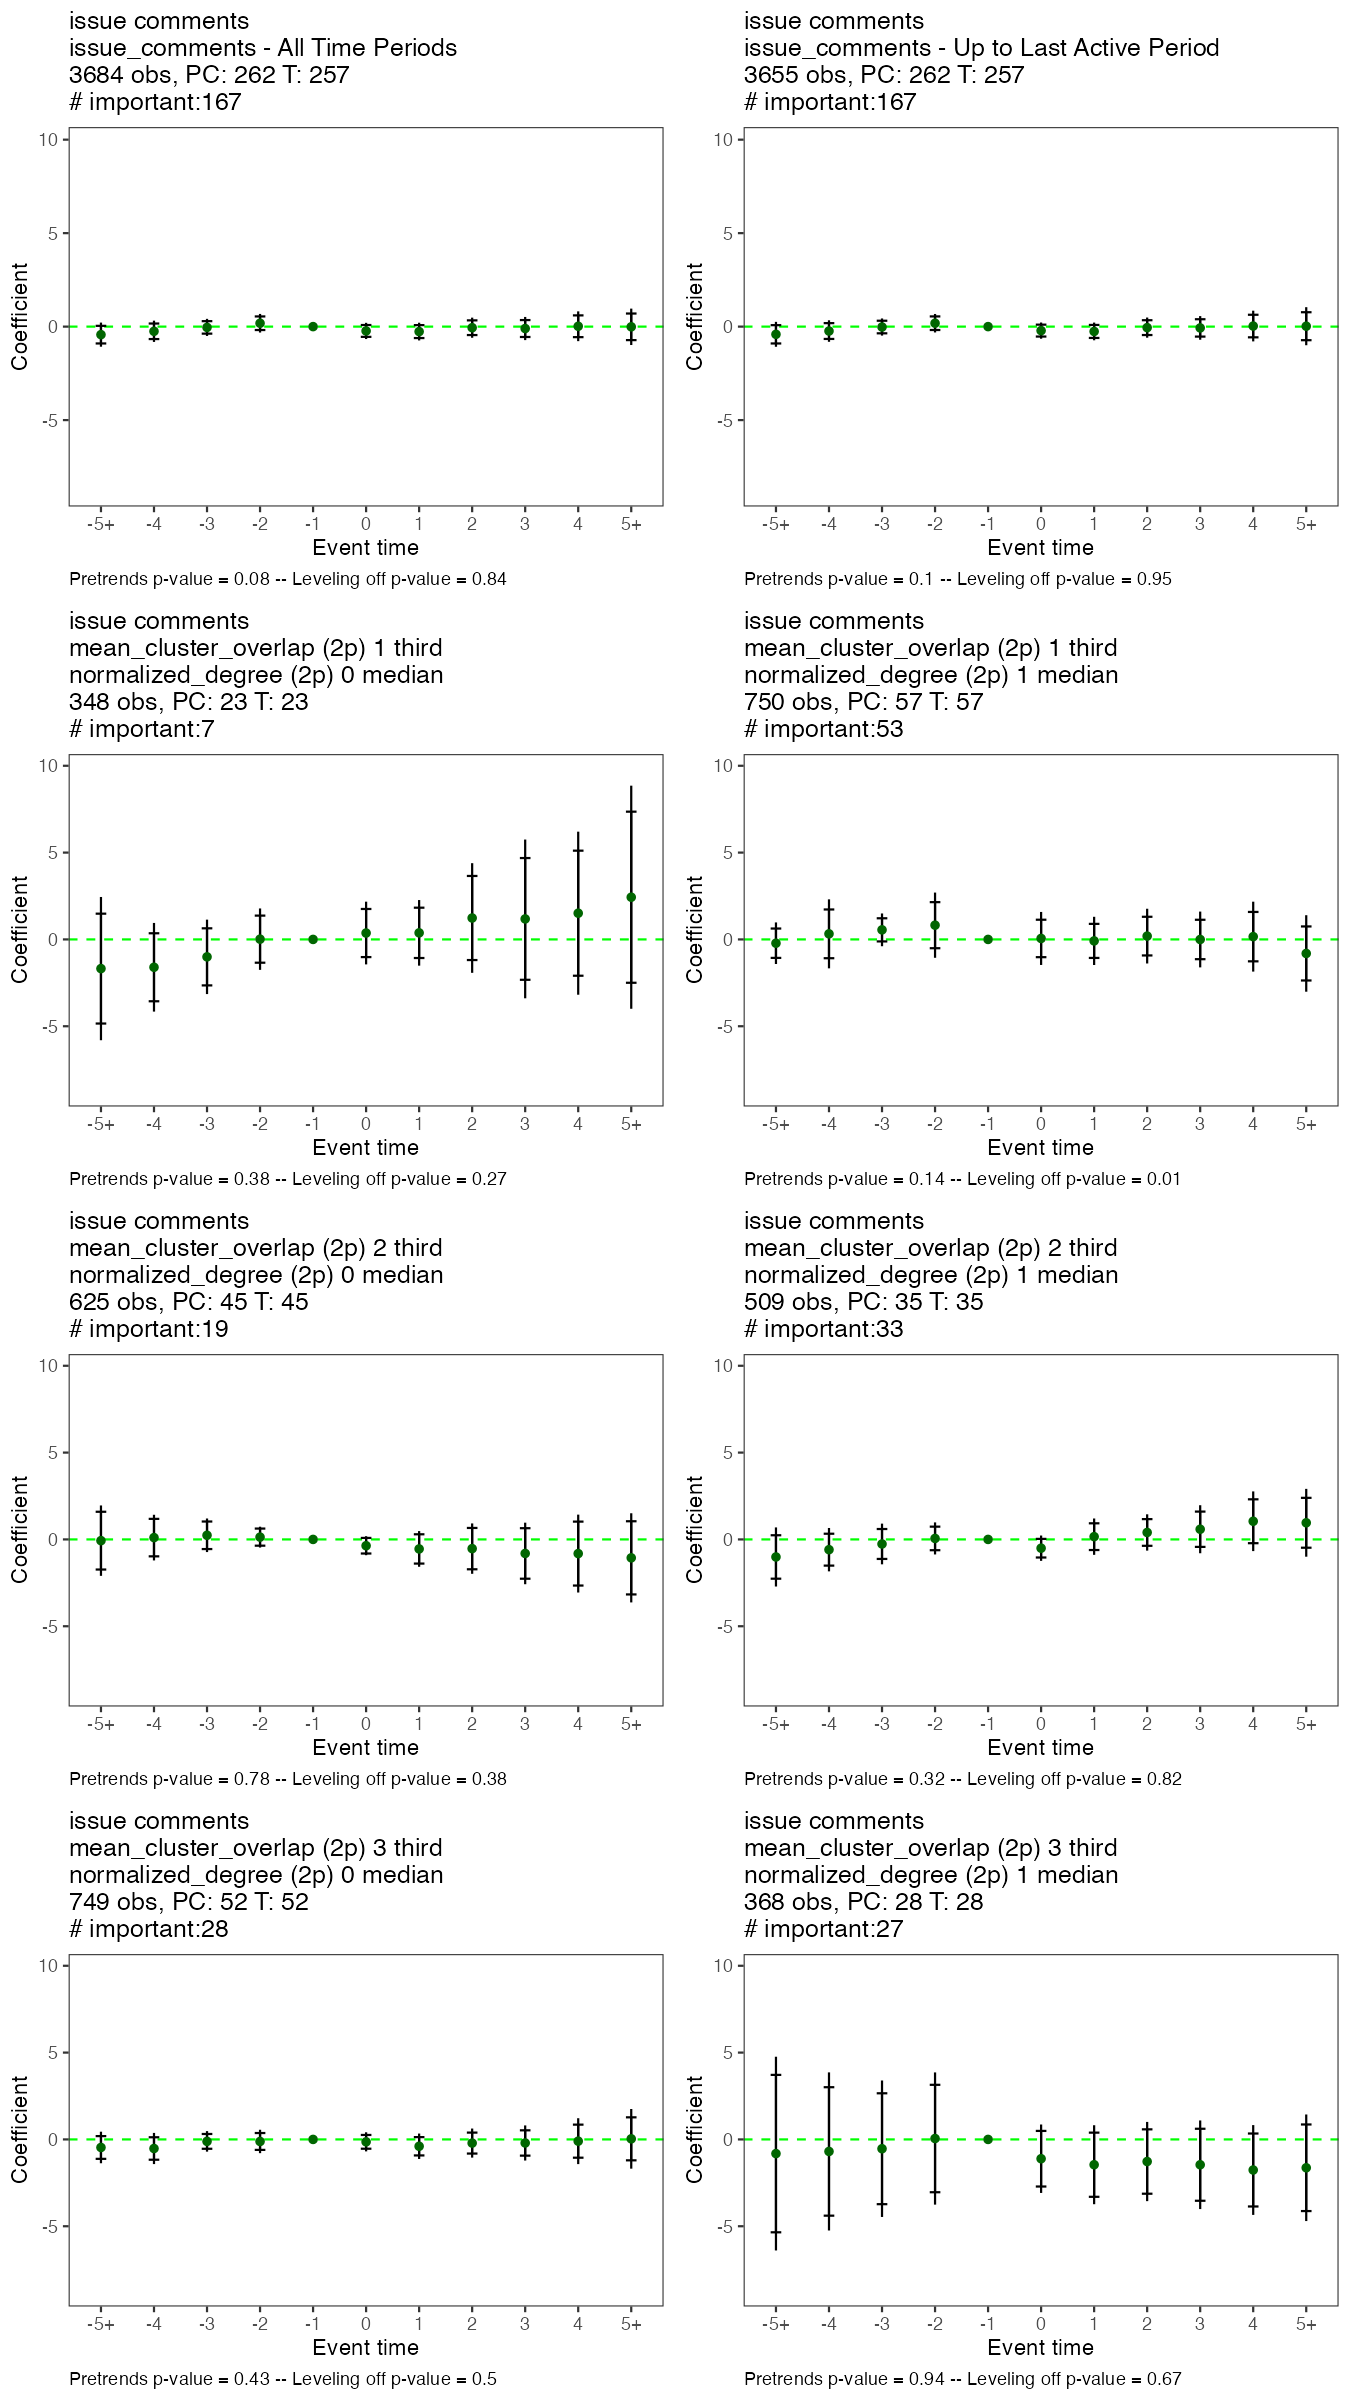 issue comments
issue_comments - All Time Periods
3684 obs, PC: 262 T: 257
# important:167
10
5
0
-5
Coefficient
-5+ -4 -3 -2 -1 0 1 2 3 4 5+
Event time
Pretrends p-value = 0.08 -- Leveling off p-value = 0.84
issue comments
issue_comments - Up to Last Active Period
3655 obs, PC: 262 T: 257
# important:167
10
5
0
-5
Coefficient
-5+ -4 -3 -2 -1 0 1 2 3 4 5+
Event time
Pretrends p-value = 0.1 -- Leveling off p-value = 0.95
issue comments
mean_cluster_overlap (2p) 1 third
normalized_degree (2p) 0 median
348 obs, PC: 23 T: 23
# important:7
10
5
0
-5
Coefficient
-5+ -4 -3 -2 -1 0 1 2 3 4 5+
Event time
Pretrends p-value = 0.38 -- Leveling off p-value = 0.27
issue comments
mean_cluster_overlap (2p) 1 third
normalized_degree (2p) 1 median
750 obs, PC: 57 T: 57
# important:53
10
5
0
-5
Coefficient
-5+ -4 -3 -2 -1 0 1 2 3 4 5+
Event time
Pretrends p-value = 0.14 -- Leveling off p-value = 0.01
issue comments
mean_cluster_overlap (2p) 2 third
normalized_degree (2p) 0 median
625 obs, PC: 45 T: 45
# important:19
10
5
0
-5
Coefficient
-5+ -4 -3 -2 -1 0 1 2 3 4 5+
Event time
Pretrends p-value = 0.78 -- Leveling off p-value = 0.38
issue comments
mean_cluster_overlap (2p) 2 third
normalized_degree (2p) 1 median
509 obs, PC: 35 T: 35
# important:33
10
5
0
-5
Coefficient
-5+ -4 -3 -2 -1 0 1 2 3 4 5+
Event time
Pretrends p-value = 0.32 -- Leveling off p-value = 0.82
issue comments
mean_cluster_overlap (2p) 3 third
normalized_degree (2p) 0 median
749 obs, PC: 52 T: 52
# important:28
10
5
0
-5
Coefficient
-5+ -4 -3 -2 -1 0 1 2 3 4 5+
Event time
Pretrends p-value = 0.43 -- Leveling off p-value = 0.5
issue comments
mean_cluster_overlap (2p) 3 third
normalized_degree (2p) 1 median
368 obs, PC: 28 T: 28
# important:27
10
5
0
-5
Coefficient
-5+ -4 -3 -2 -1 0 1 2 3 4 5+
Event time
Pretrends p-value = 0.94 -- Leveling off p-value = 0.67